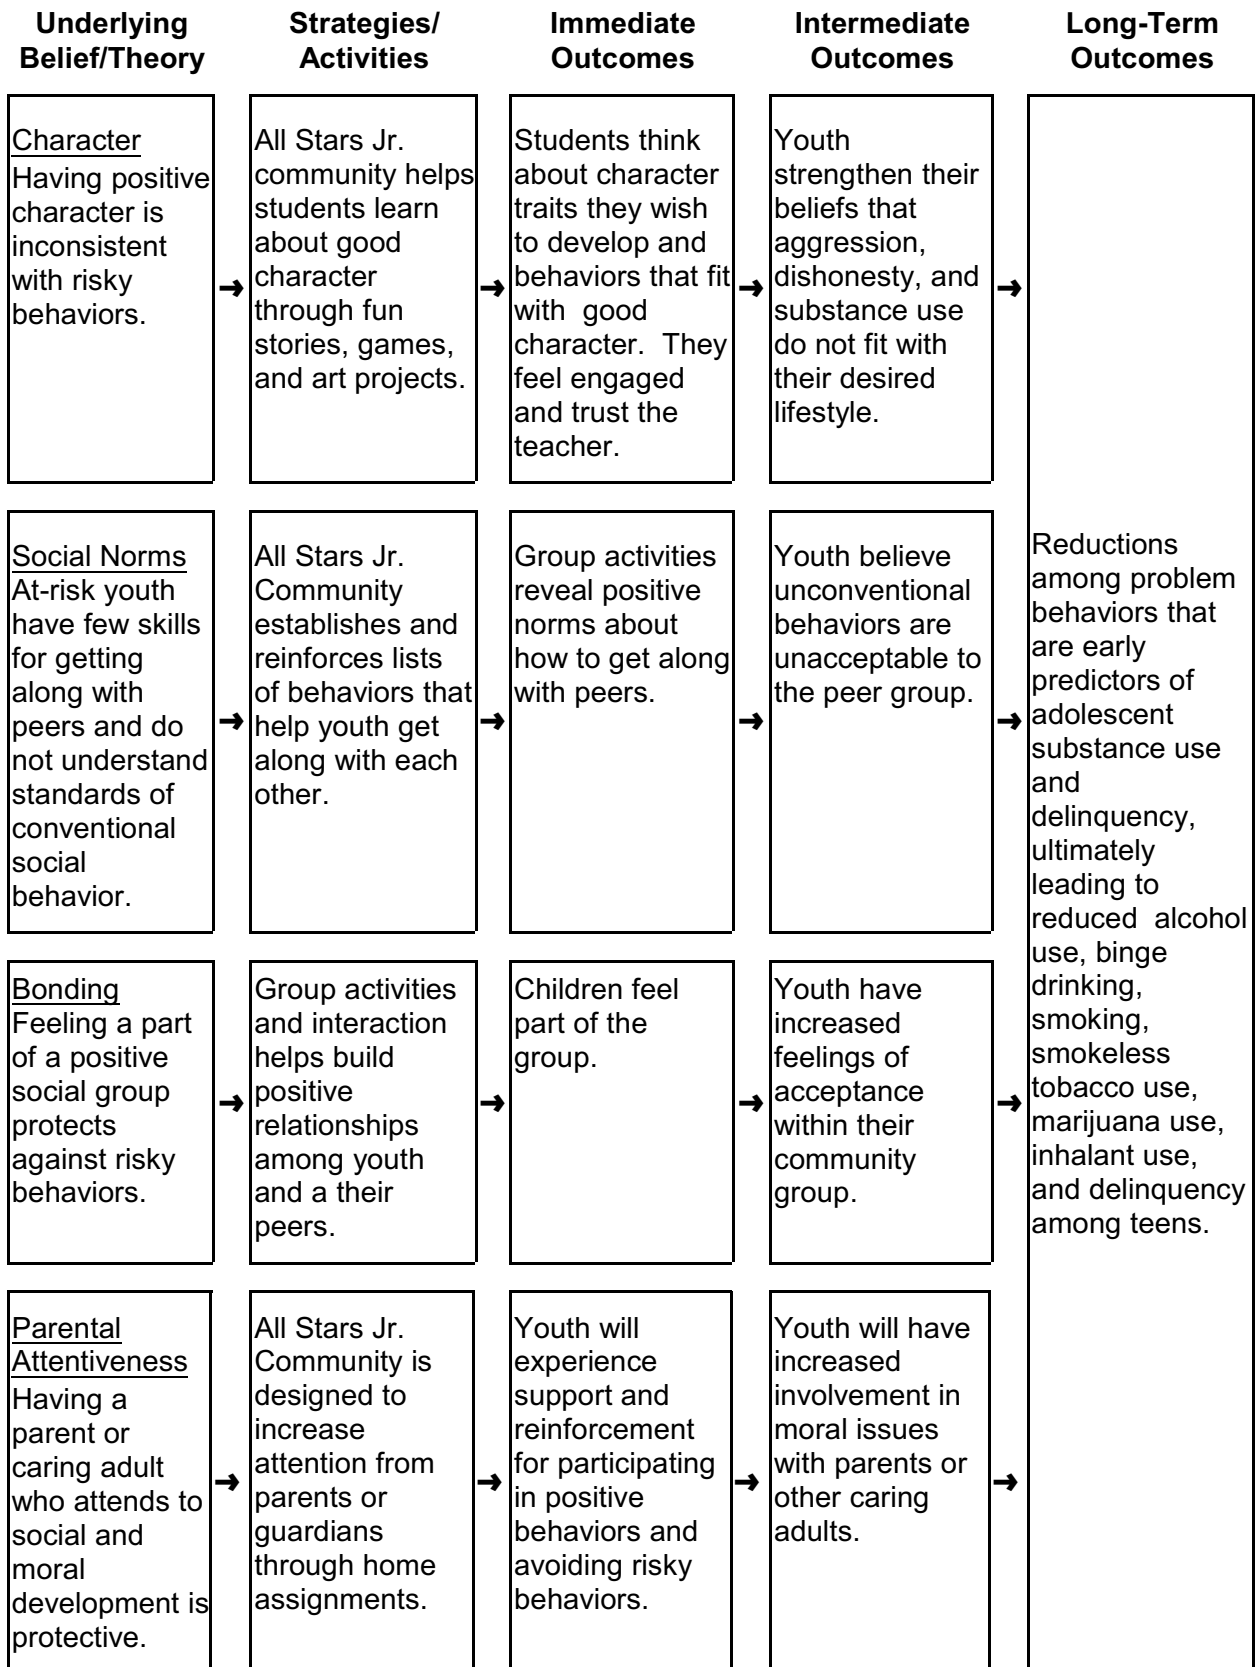 Underlying
Belief/Theory
Strategies/
Activities
Immediate
Outcomes
Intermediate
Outcomes
Long-Term
Outcomes
Character
Having positive
character is
inconsistent
with risky
behaviors.
All Stars Jr.
community helps
students learn
about good
character
through fun
stories, games,
and art projects.
Students think
about character
traits they wish
to develop and
behaviors that fit
with  good
character.  They
feel engaged
and trust the
teacher.
Youth
strengthen their
beliefs that
aggression,
dishonesty, and
substance use
do not fit with
their desired
lifestyle.
Social Norms
At-risk youth
have few skills
for getting
along with
peers and do
not understand
standards of
conventional
social
behavior.
All Stars Jr.
Community
establishes and
reinforces lists
of behaviors that
help youth get
along with each
other.
Group activities
reveal positive
norms about
how to get along
with peers.
Youth believe
unconventional
behaviors are
unacceptable to
the peer group.
Bonding
Feeling a part
of a positive
social group
protects
against risky
behaviors.
Group activities
and interaction
helps build
positive
relationships
among youth
and a their
peers.
Children feel
part of the
group.
Youth have
increased
feelings of
acceptance
within their
community
group.
Parental
Attentiveness
Having a
parent or
caring adult
who attends to
social and
moral
development is
protective.
All Stars Jr.
Community is
designed to
increase
attention from
parents or
guardians
through home
assignments.
Youth will
experience
support and
reinforcement
for participating
in positive
behaviors and
avoiding risky
behaviors.
Youth will have
increased
involvement in
moral issues
with parents or
other caring
adults.
Reductions
among problem
behaviors that
are early
predictors of
adolescent
substance use
and
delinquency,
ultimately
leading to
reduced  alcohol
use, binge
drinking,
smoking,
smokeless
tobacco use,
marijuana use,
inhalant use,
and delinquency
among teens.